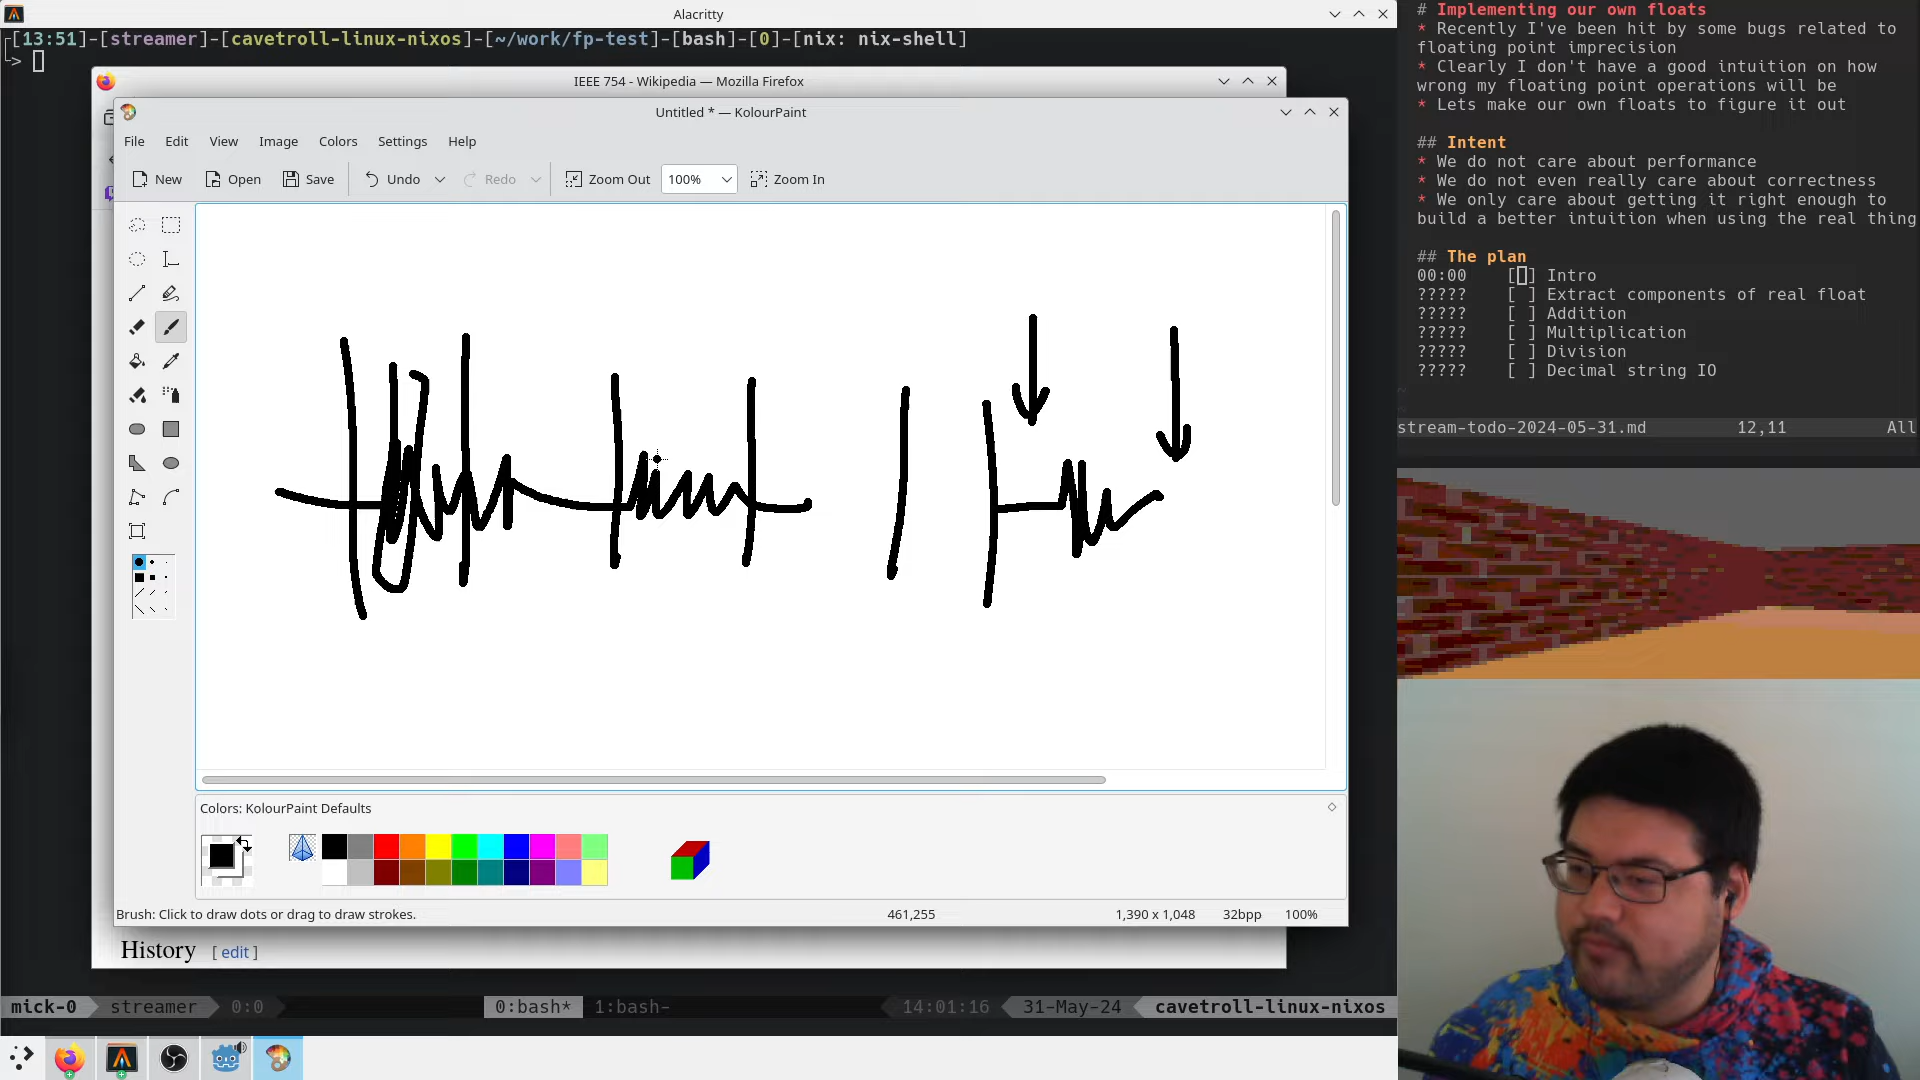 Alacritty
[13:51]-[streamer]-[cavetroll-linux-nixos]-[~/work/fp-test]-[bash]-[0]-[nix: nix-shell]
>
IEEE 754 - Wikipedia — Mozilla Firefox
Untitled * — KolourPaint
File Edit View Image Colors Settings Help
New Open Save Undo Redo Zoom Out 100% Zoom In
Colors: KolourPaint Defaults
Brush: Click to draw dots or drag to draw strokes. 461,255 1,390 x 1,048 32bpp 100%
History [ edit ]
mick-0 streamer 0:0 0:bash* 1:bash- 14:01:16 31-May-24 cavetroll-linux-nixos
# Implementing our own floats
* Recently I've been hit by some bugs related to
floating point imprecision
* Clearly I don't have a good intuition on how
wrong my floating point operations will be
* Lets make our own floats to figure it out
## Intent
* We do not care about performance
* We do not even really care about correctness
* We only care about getting it right enough to
build a better intuition when using the real thing
## The plan
00:00 [ ] Intro
????? [ ] Extract components of real float
????? [ ] Addition
????? [ ] Multiplication
????? [ ] Division
????? [ ] Decimal string IO
~
~
stream-todo-2024-05-31.md 12,11 All